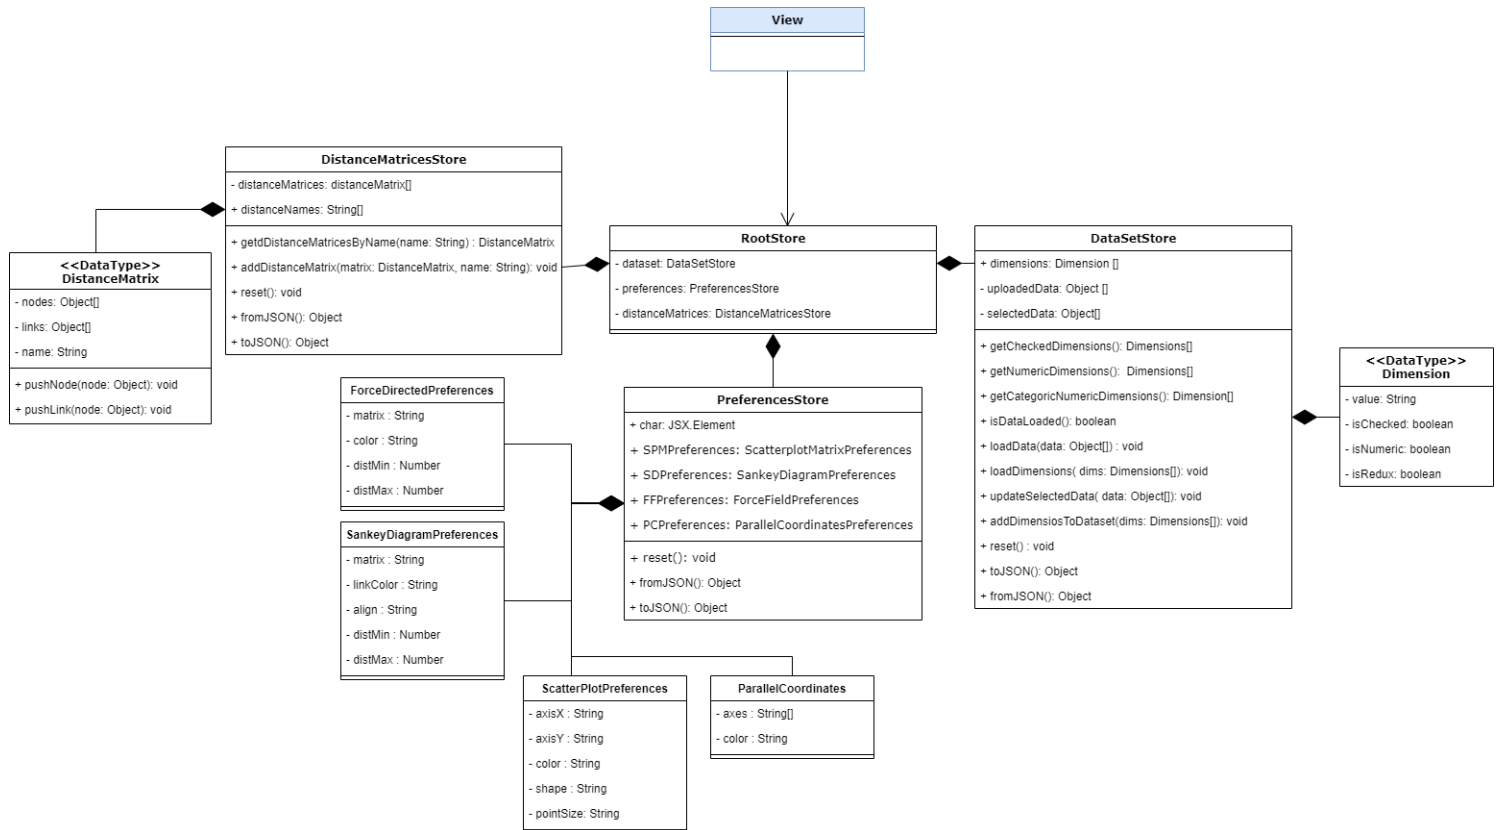 View
DistanceMatricesStore
- distanceMatrices: distanceMatrix[]
+ distanceNames: String[]
+ getdDistanceMatricesByName(name: String) : DistanceMatrix
+ addDistanceMatrix(matrix: DistanceMatrix, name: String): void
+ reset(): void
+ fromJSON(): Object
+ toJSON(): Object
<<DataType>>
DistanceMatrix
- nodes: Object[]
- links: Object[]
- name: String
+ pushNode(node: Object): void
+ pushLink(node: Object): void
RootStore
- dataset: DataSetStore
- preferences: PreferencesStore
- distanceMatrices: DistanceMatricesStore
DataSetStore
+ dimensions: Dimension []
- uploadedData: Object []
- selectedData: Object[]
+ getCheckedDimensions(): Dimensions[]
+ getNumericDimensions():  Dimensions[]
+ getCategoricNumericDimensions(): Dimension[]
+ isDataLoaded(): boolean
+ loadData(data: Object[]) : void
+ loadDimensions( dims: Dimensions[]): void
+ updateSelectedData( data: Object[]): void
+ addDimensiosToDataset(dims: Dimensions[]): void
+ reset() : void
+ toJSON(): Object
+ fromJSON(): Object
<<DataType>>
Dimension
- value: String
- isChecked: boolean
- isNumeric: boolean
- isRedux: boolean
ForceDirectedPreferences
- matrix : String
- color : String
- distMin : Number
- distMax : Number
PreferencesStore
+ char: JSX.Element
+ SPMPreferences: ScatterplotMatrixPreferences
+ SDPreferences: SankeyDiagramPreferences
+ FFPreferences: ForceFieldPreferences
+ PCPreferences: ParallelCoordinatesPreferences
+ reset(): void
+ fromJSON(): Object
+ toJSON(): Object
SankeyDiagramPreferences
- matrix : String
- linkColor : String
- align : String
- distMin : Number
- distMax : Number
ScatterPlotPreferences
- axisX : String
- axisY : String
- color : String
- shape : String
- pointSize: String
ParallelCoordinates
- axes : String[]
- color : String